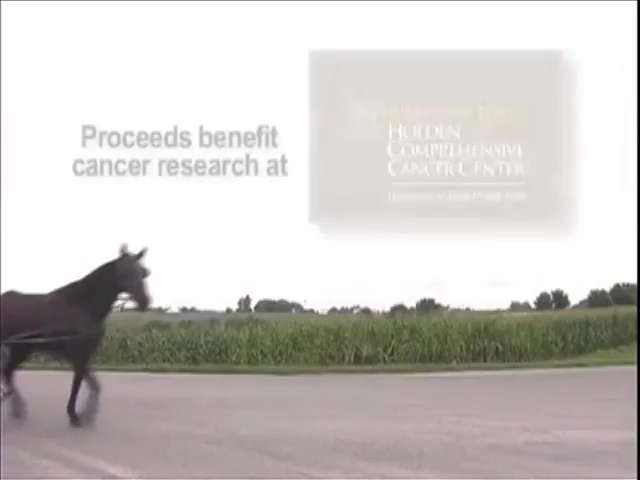 Proceeds benefit
cancer research at
HOLDEN
COMPREHENSIVE
CANCER CENTER